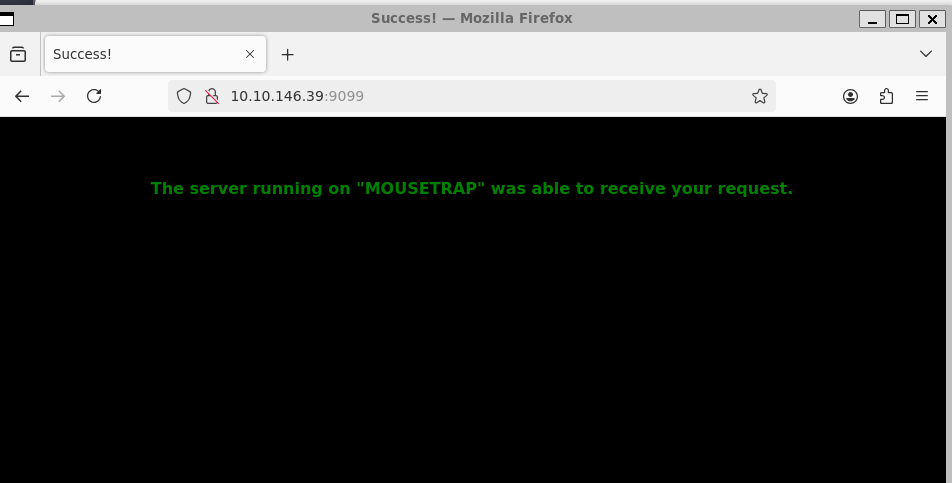 Success! — Mozilla Firefox
Success!
10.10.146.39:9099
The server running on "MOUSETRAP" was able to receive your request.